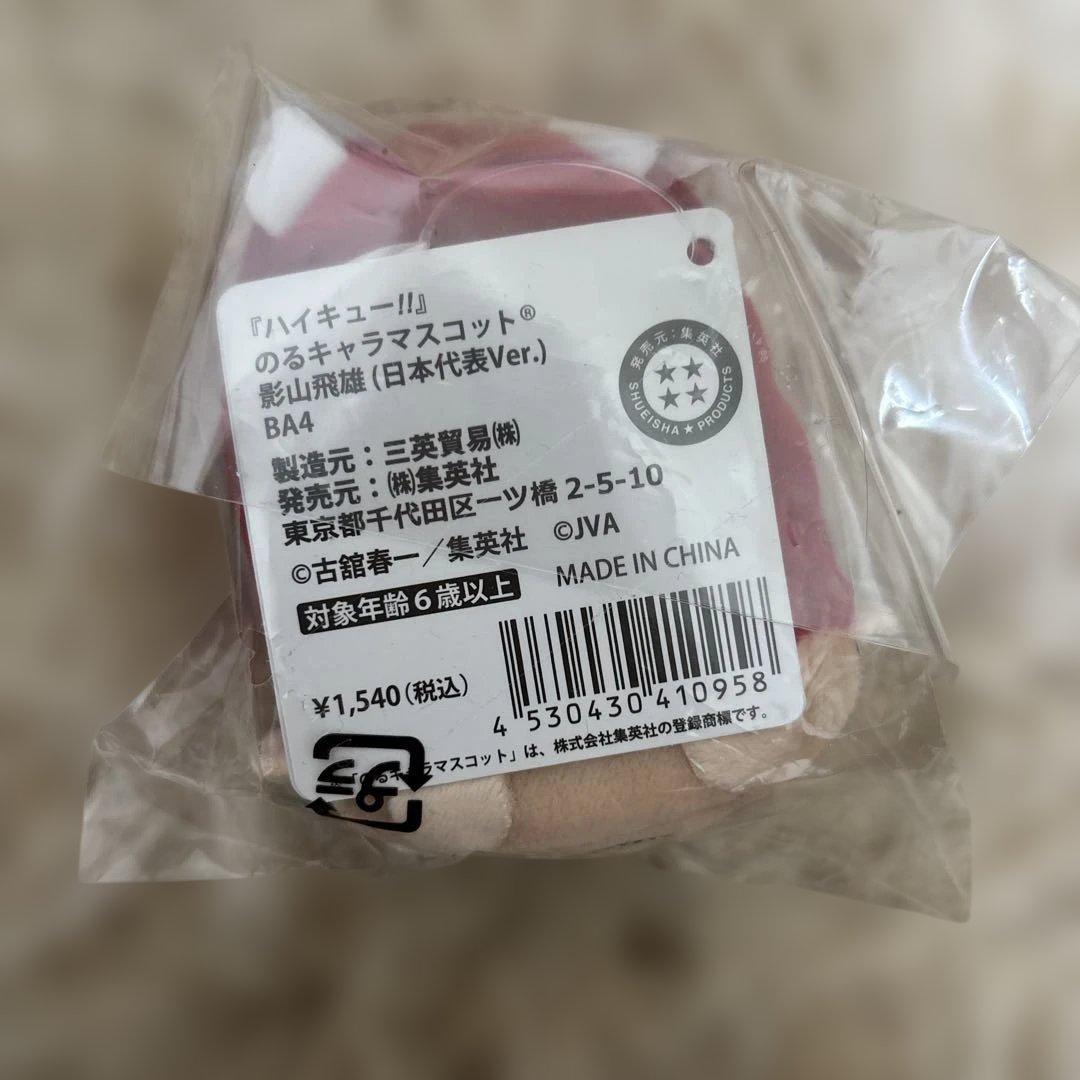 『ハイキュー!!』
のるキャラマスコット®
影山飛雄 (日本代表Ver.)
BA4
製造元：三英貿易㈱
発売元：㈱集英社
東京都千代田区一ツ橋 2-5-10
©古舘春一／集英社 ©JVA
MADE IN CHINA
対象年齢６歳以上
¥1,540(税込)
4 530430 410958
「のるキャラマスコット」は、株式会社集英社の登録商標です。
プラ
発売元：集英社
SHUEISHA★PRODUCTS